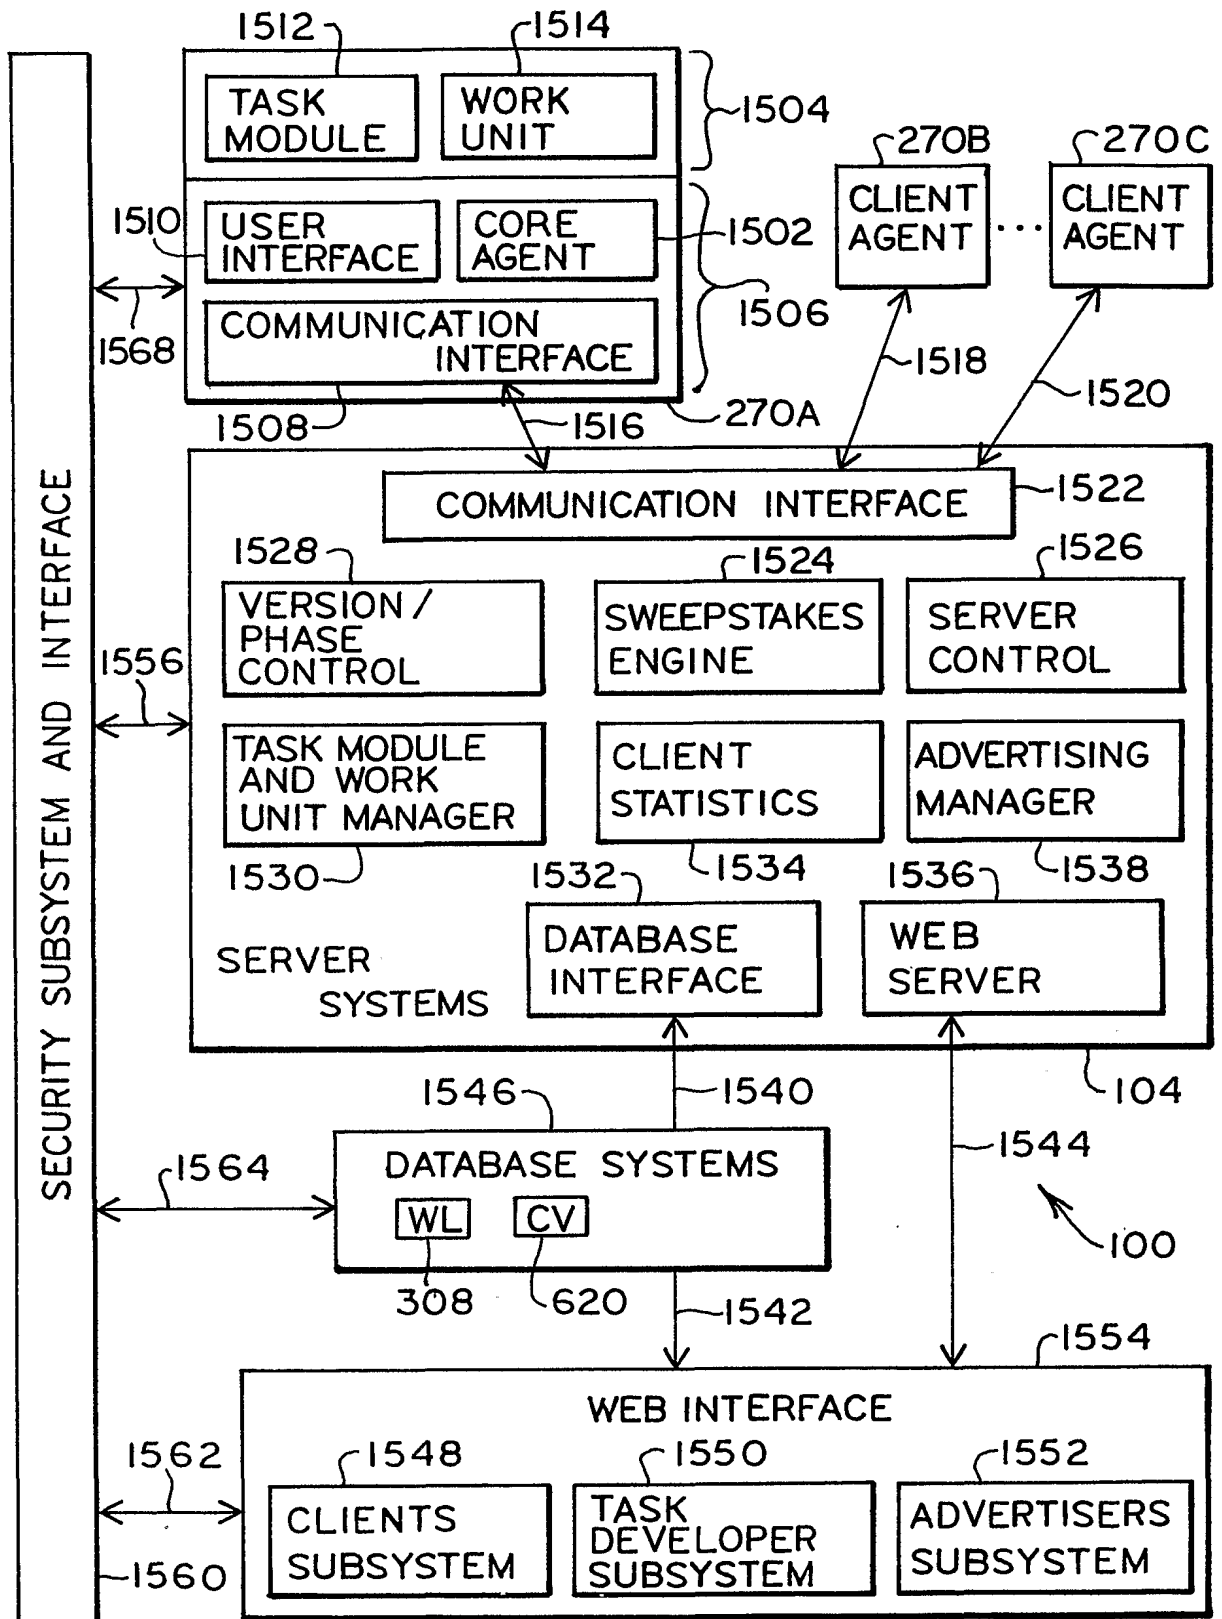 1512
1514
TASK
MODULE
WORK
UNIT
1504
270B
270C
CLIENT
AGENT
...
CLIENT
AGENT
1510
USER
INTERFACE
CORE
AGENT
1502
1506
COMMUNICATION
INTERFACE
1568
1508
1516
270A
1518
1520
COMMUNICATION INTERFACE
1522
1528
1524
1526
VERSION/
PHASE
CONTROL
SWEEPSTAKES
ENGINE
SERVER
CONTROL
1556
TASK MODULE
AND WORK
UNIT MANAGER
CLIENT
STATISTICS
ADVERTISING
MANAGER
1530
1532
1534
1536
1538
DATABASE
INTERFACE
WEB
SERVER
SERVER
SYSTEMS
SECURITY SUBSYSTEM AND INTERFACE
1546
1540
104
1544
1564
DATABASE SYSTEMS
WL
CV
100
308
620
1542
1554
WEB INTERFACE
1562
1548
1550
1552
CLIENTS
SUBSYSTEM
TASK
DEVELOPER
SUBSYSTEM
ADVERTISERS
SUBSYSTEM
1560